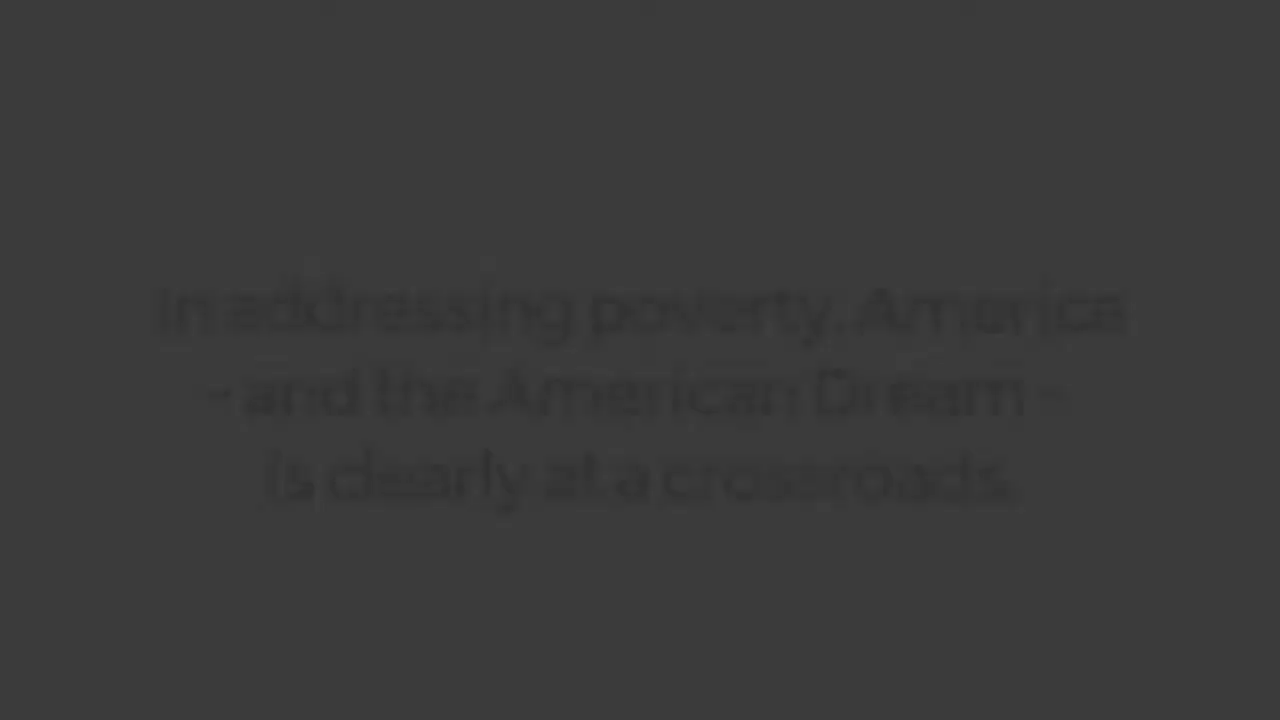 In addressing poverty, America
- and the American Dream -
is clearly at a crossroads.